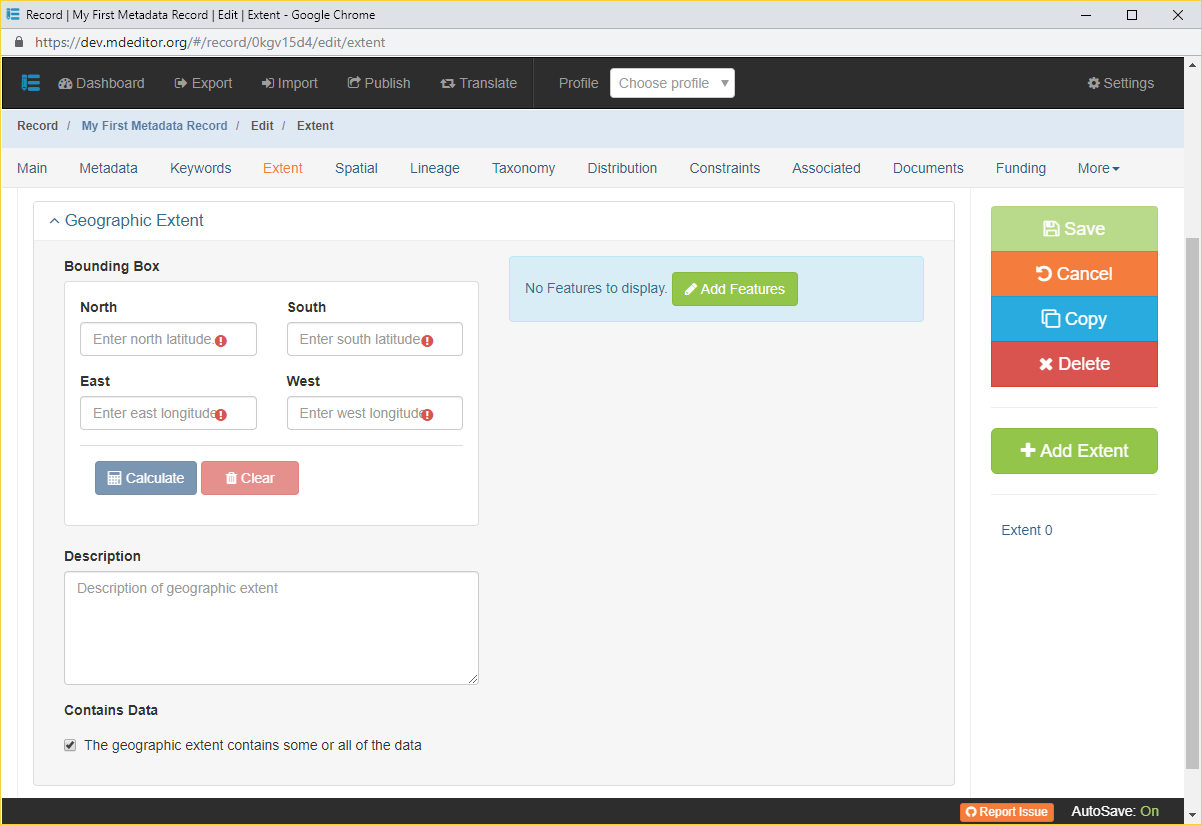 Record | My First Metadata Record | Edit | Extent - Google Chrome
https://dev.mdeditor.org/#/record/0kgv15d4/edit/extent
Dashboard Export Import Publish Translate Profile Choose profile Settings
Record / My First Metadata Record / Edit / Extent
Main Metadata Keywords Extent Spatial Lineage Taxonomy Distribution Constraints Associated Documents Funding More
Geographic Extent
Bounding Box
North South
Enter north latitude. Enter south latitude
East West
Enter east longitude Enter west longitude
Calculate Clear
Description
Description of geographic extent
Contains Data
The geographic extent contains some or all of the data
No Features to display. Add Features
Save
Cancel
Copy
Delete
Add Extent
Extent 0
Report Issue AutoSave: On